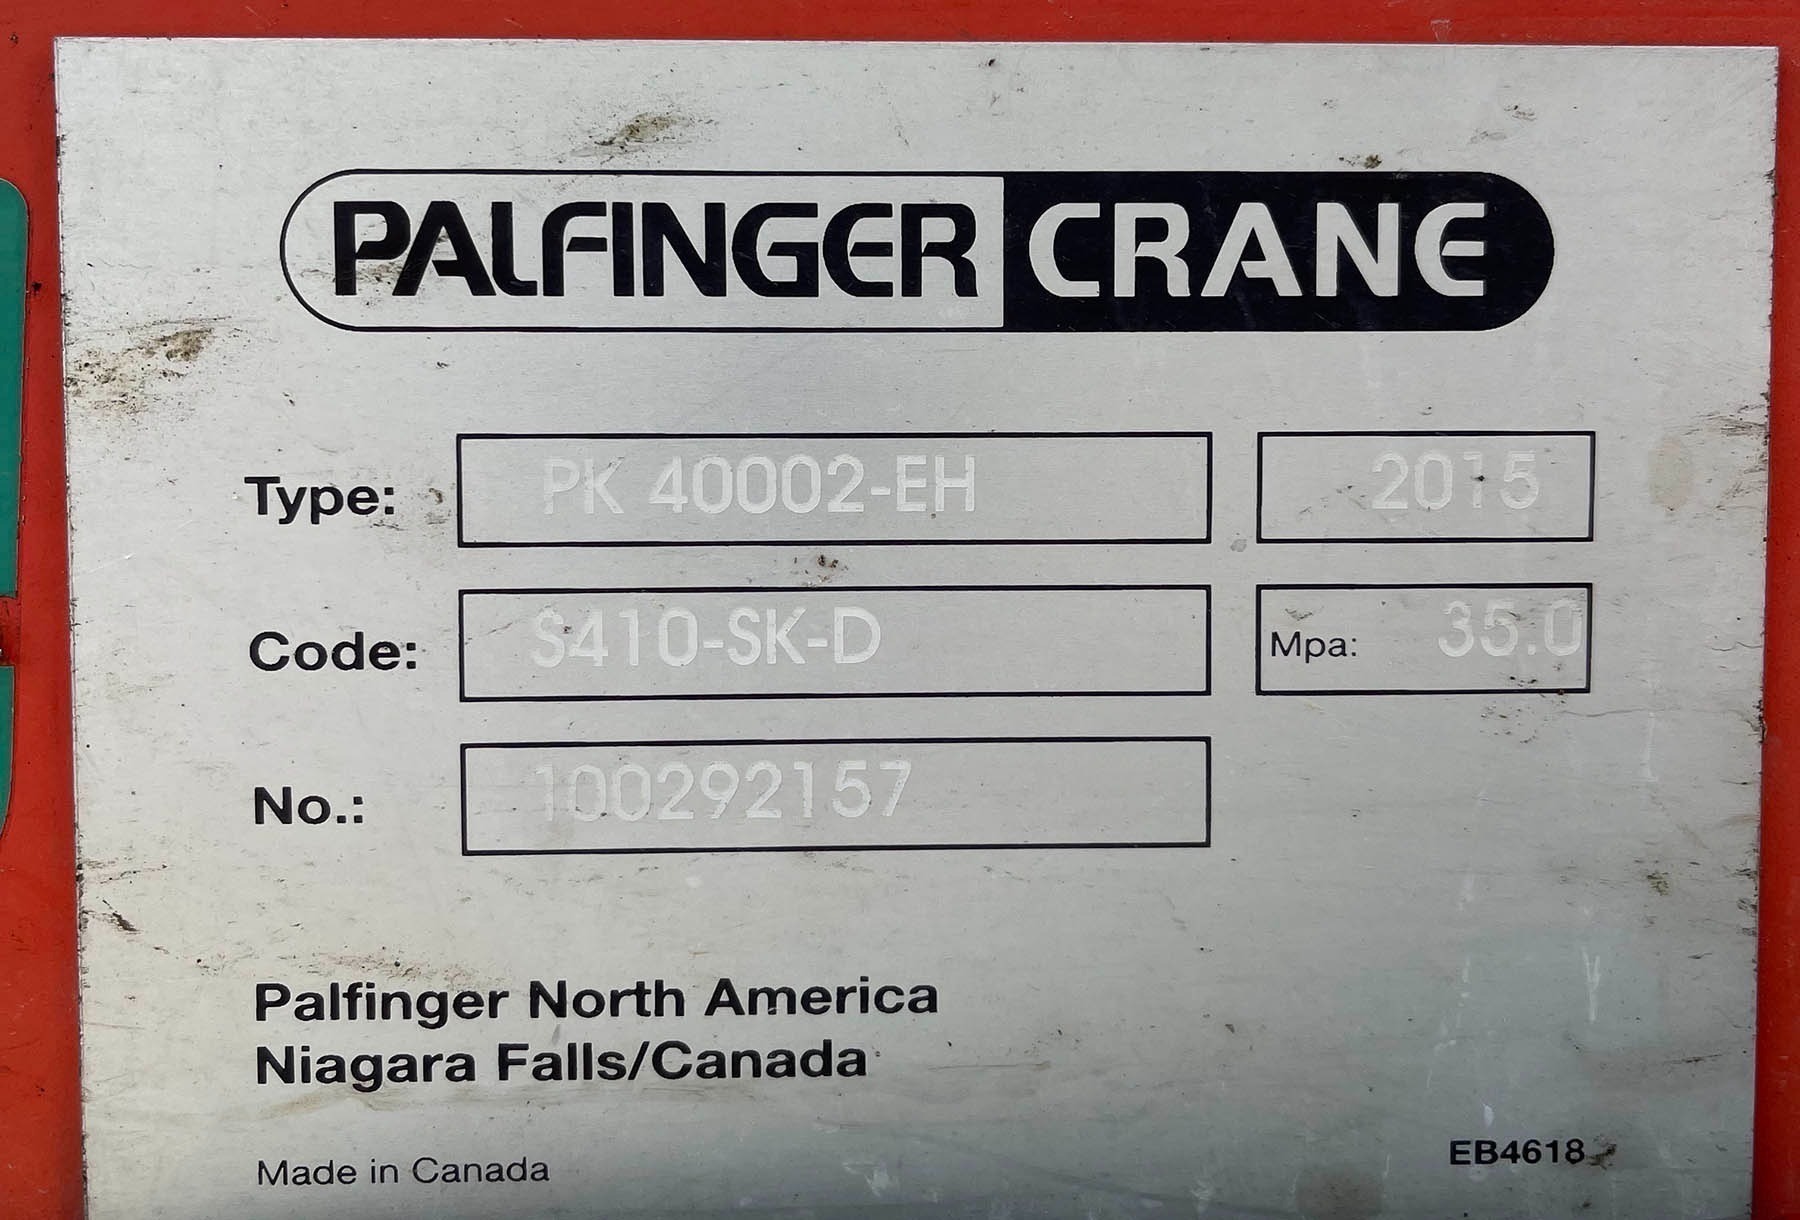 PALFINGER CRANE
Type: PK 40002-EH 2015
Code: S410-SK-D Mpa: 35.0
No.: 100292157
Palfinger North America
Niagara Falls/Canada
Made in Canada
EB4618